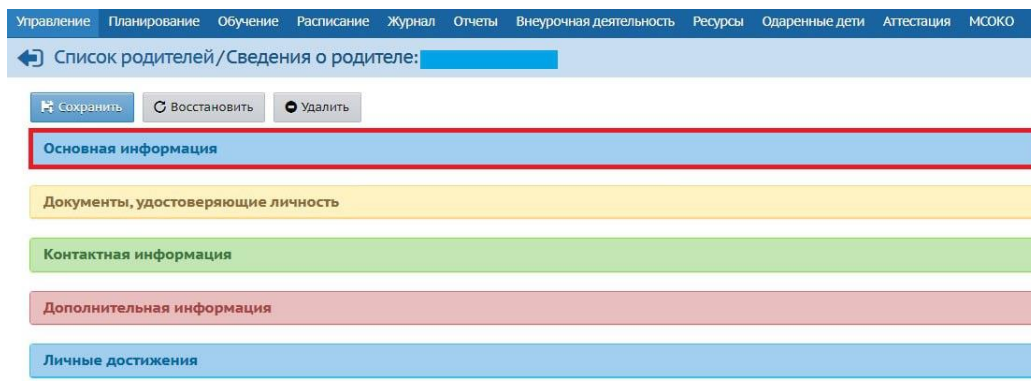 Управление Планирование Обучение Расписание Журнал Отчеты Внеурочная деятельность Ресурсы Одаренные дети Аттестация МСОКО
Список родителей/Сведения о родителе:
Сохранить Восстановить Удалить
Основная информация
Документы, удостоверяющие личность
Контактная информация
Дополнительная информация
Личные достижения